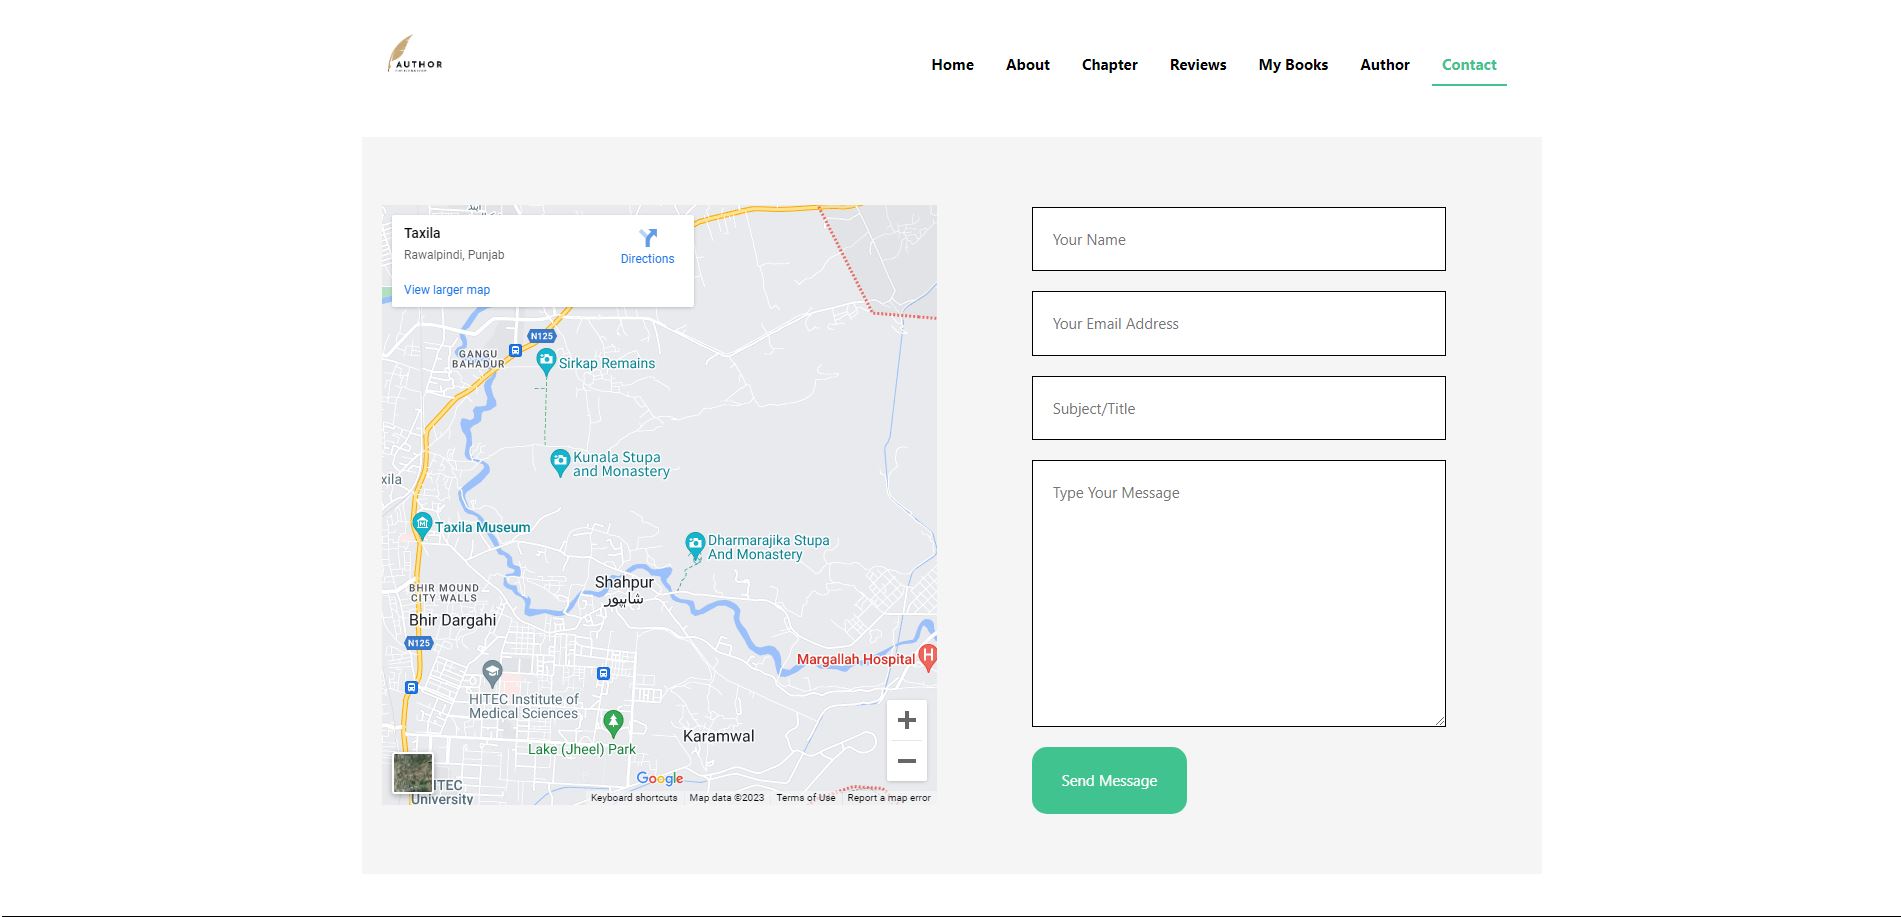 AUTHOR
Home
About
Chapter
Reviews
My Books
Author
Contact
Taxila
Rawalpindi, Punjab
Directions
View larger map
N125
GANGU
BAHADUR
Sirkap Remains
Kunala Stupa
and Monastery
xila
Taxila Museum
Dharmarajika Stupa
And Monastery
Shahpur
شاہپور
BHIR MOUND
CITY WALLS
Bhir Dargahi
N125
Margallah Hospital
H
HITEC Institute of
Medical Sciences
Karamwal
Lake (Jheel) Park
ITEC
University
Google
Keyboard shortcuts
Map data ©2023
Terms of Use
Report a map error
Your Name
Your Email Address
Subject/Title
Type Your Message
Send Message